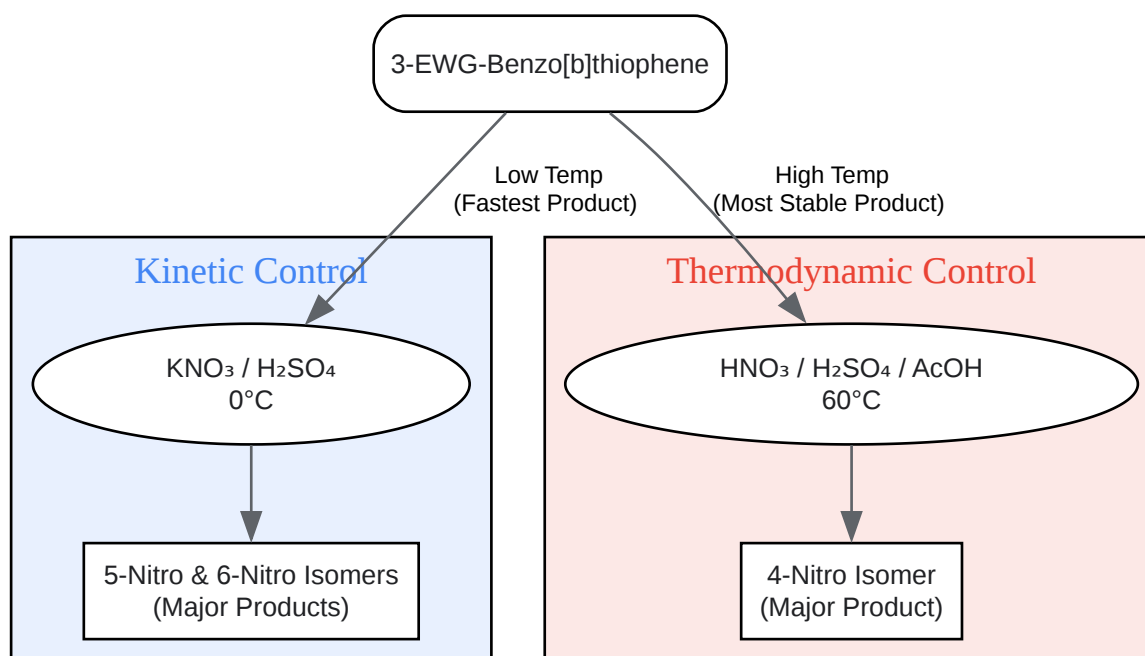 3-EWG-Benzo[b]thiophene
Low Temp
(Fastest Product)
High Temp
(Most Stable Product)
Kinetic Control
KNO₃ / H₂SO₄
0°C
5-Nitro & 6-Nitro Isomers
(Major Products)
Thermodynamic Control
HNO₃ / H₂SO₄ / AcOH
60°C
4-Nitro Isomer
(Major Product)